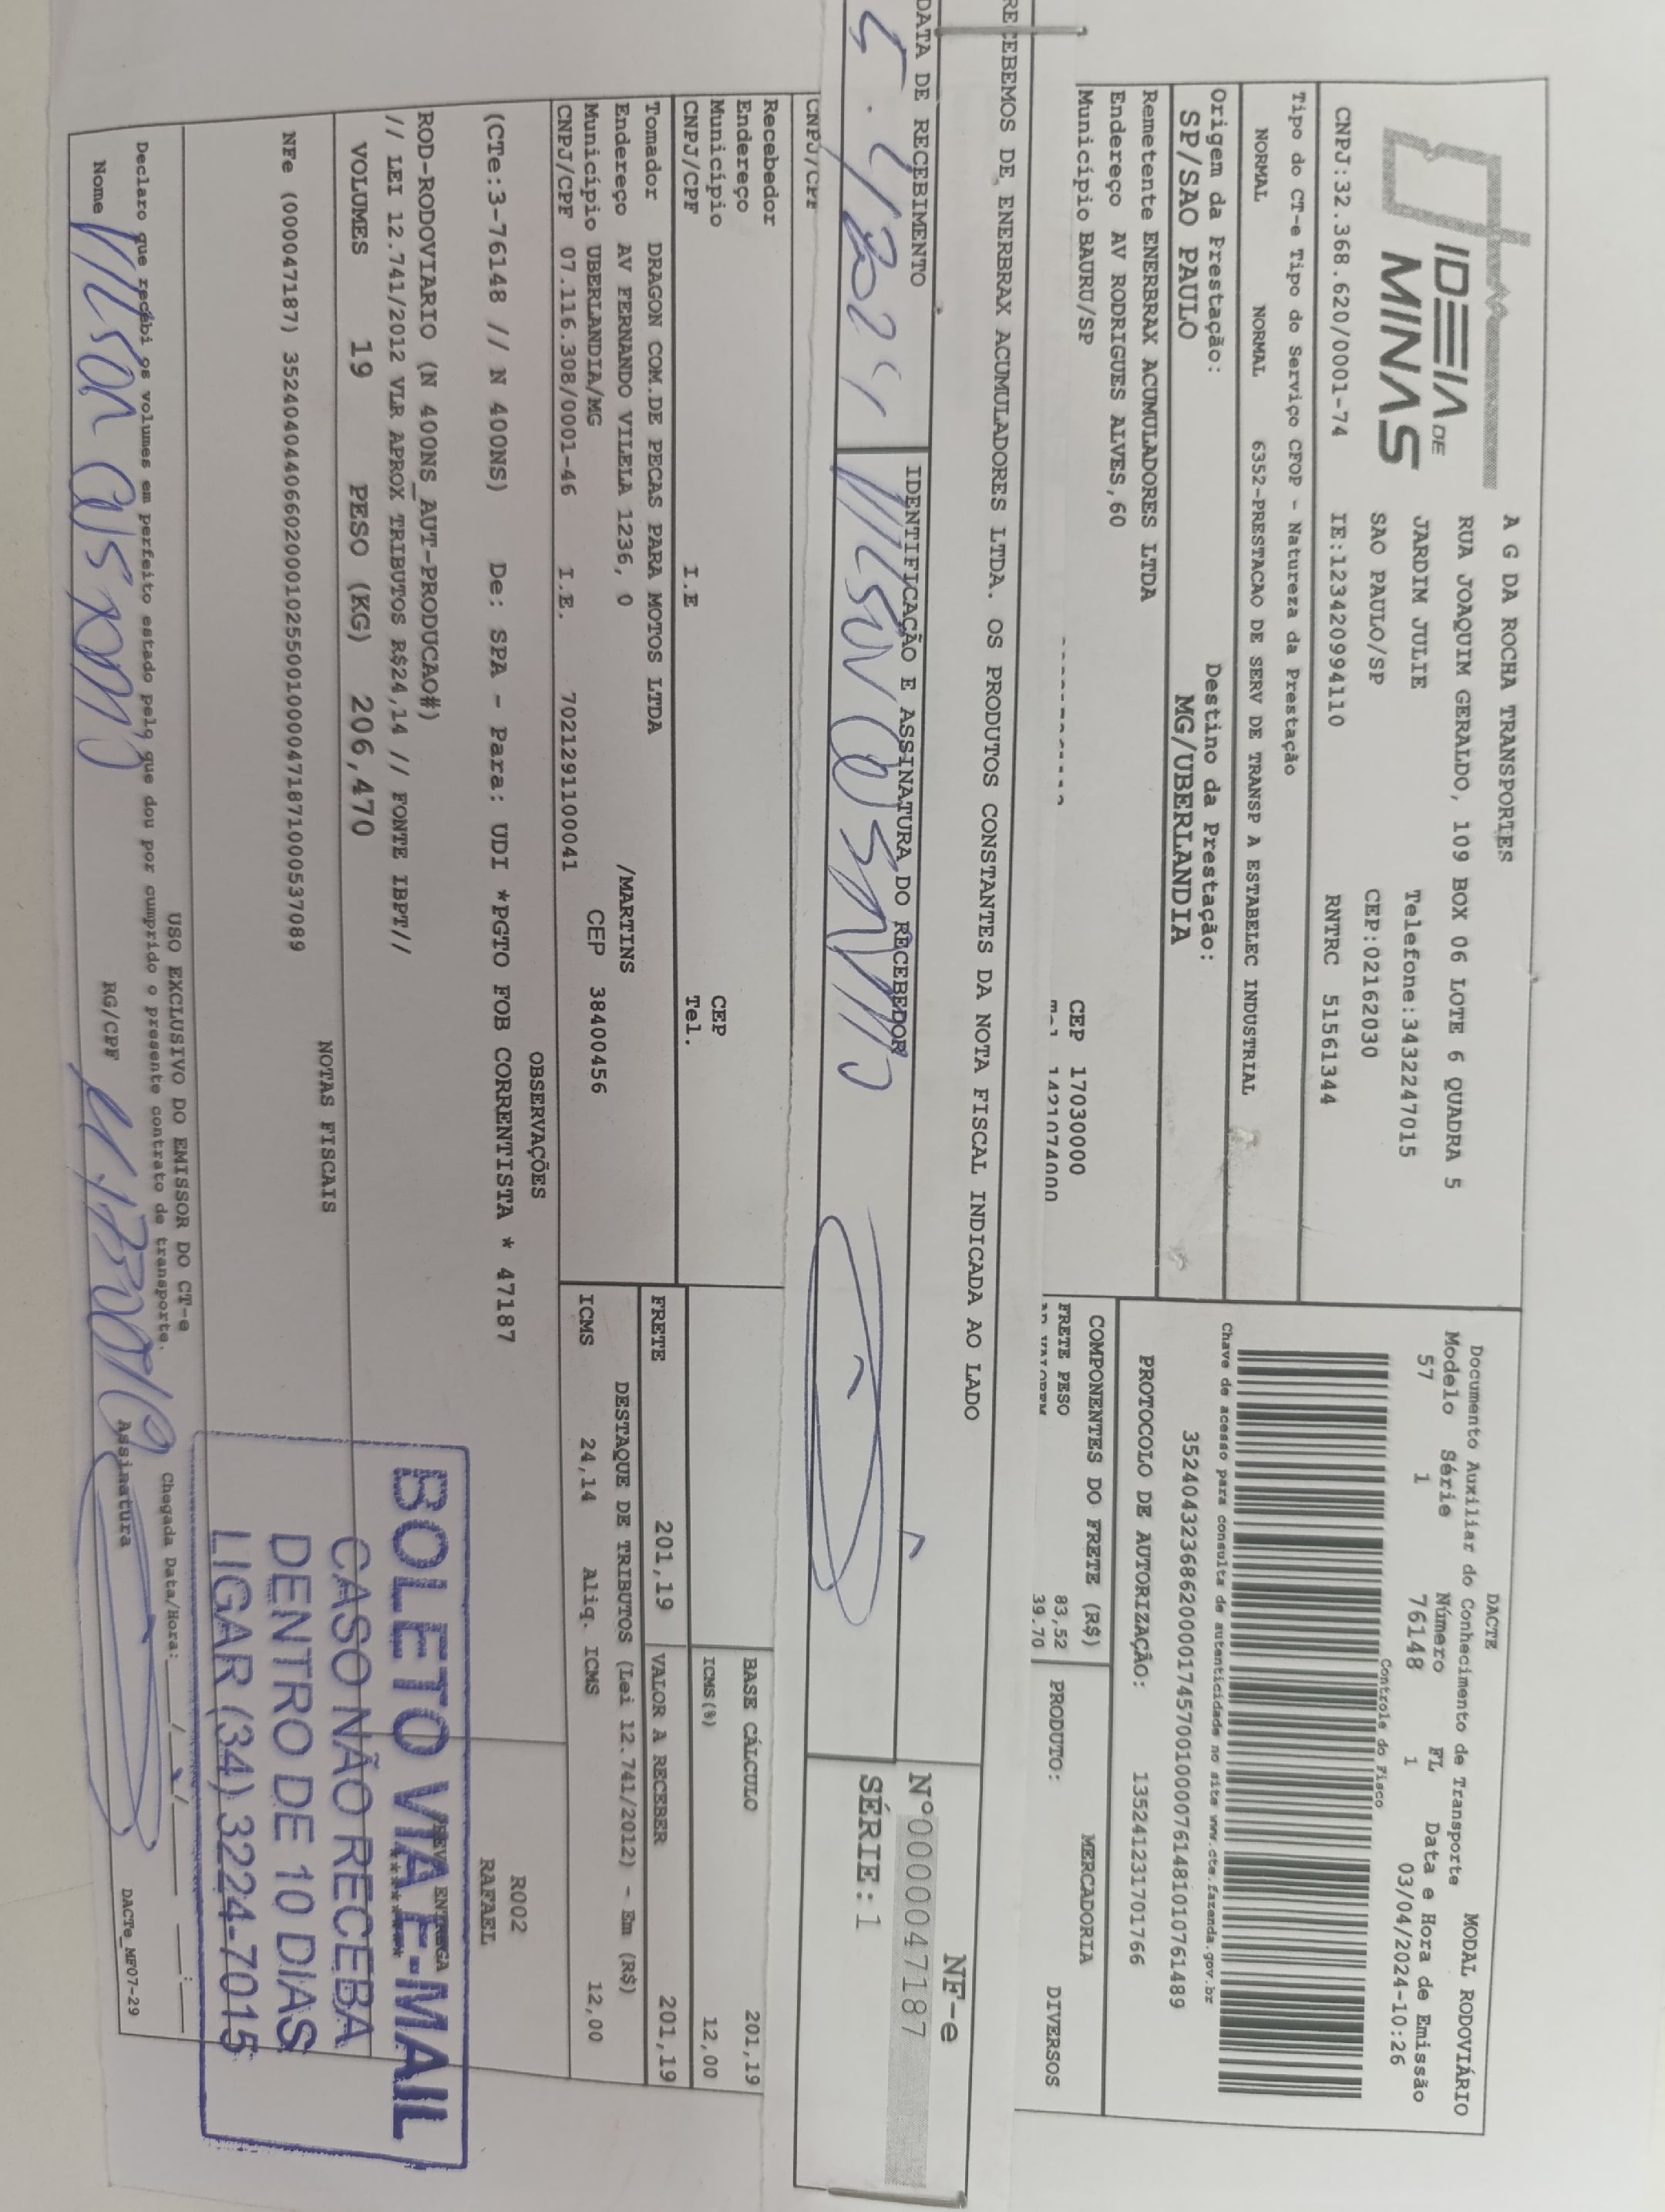 IDEIA DE
MINAS
A G DA ROCHA TRANSPORTES
RUA JOAQUIM GERALDO, 109 BOX 06 LOTE 6 QUADRA 5
JARDIM JULIE Telefone:3432247015
SAO PAULO/SP CEP:02162030
CNPJ:32.368.620/0001-74 IE:123420994110 RNTRC 51561344
DACTE
Documento Auxiliar do Conhecimento de Transporte MODAL RODOVIÁRIO
Modelo Série Número FL Data e Hora de Emissão
57 1 76148 1 03/04/2024-10:26
Controle do Fisco
Tipo do CT-e Tipo do Serviço CFOP - Natureza da Prestação
NORMAL NORMAL 6352-PRESTACAO DE SERV DE TRANSP A ESTABELEC INDUSTRIAL
Chave de acesso para consulta de autenticidade no site www.cte.fazenda.gov.br
35240432368620000174570010000761481010761489
Origem da Prestação: Destino da Prestação:
SP/SAO PAULO MG/UBERLANDIA
PROTOCOLO DE AUTORIZAÇÃO: 135241231701766
Remetente ENERBRAX ACUMULADORES LTDA
Endereço AV RODRIGUES ALVES,60
Município BAURU/SP CEP 17030000
COMPONENTES DO FRETE (R$) MERCADORIA
FRETE PESO 83,52 PRODUTO: DIVERSOS
39,70
RECEBEMOS DE ENERBRAX ACUMULADORES LTDA. OS PRODUTOS CONSTANTES DA NOTA FISCAL INDICADA AO LADO
NF-e
Nº000047187
SÉRIE:1
DATA DE RECEBIMENTO IDENTIFICAÇÃO E ASSINATURA DO RECEBEDOR
CNPJ/CPF
Recebedor
Endereço
Município CEP
CNPJ/CPF I.E Tel.
BASE CÁLCULO 201,19
ICMS(%) 12,00
Tomador DRAGON COM.DE PECAS PARA MOTOS LTDA
Endereço AV FERNANDO VILELA 1236, 0 /MARTINS
Município UBERLANDIA/MG CEP 38400456
CNPJ/CPF 07.116.308/0001-46 I.E. 7021291100041
FRETE 201,19 VALOR A RECEBER 201,19
DESTAQUE DE TRIBUTOS (Lei 12.741/2012) - Em (R$)
ICMS 24,14 Aliq. ICMS 12,00
OBSERVAÇÕES
(CTe:3-76148 // N 400NS) De: SPA - Para: UDI *PGTO FOB CORRENTISTA * 47187
R002
RAFAEL
ROD-RODOVIARIO (N 400NS_AUT-PRODUCAO#)
// LEI 12.741/2012 VLR APROX TRIBUTOS R$24,14 // FONTE IBPT//
VOLUMES 19 PESO (KG) 206,470
NOTAS FISCAIS
NFe (000047187) 35240404406602000102550010000471871000537089
BOLETO VIA E-MAIL
CASO NÃO RECEBA
DENTRO DE 10 DIAS
LIGAR (34) 3224-7015
USO EXCLUSIVO DO EMISSOR DO CT-e
Declaro que recebi os volumes em perfeito estado pelo que dou por cumprido o presente contrato de transporte.
Chegada Data/Hora:
Nome RG/CPF Assinatura
DACTe_MF07-29